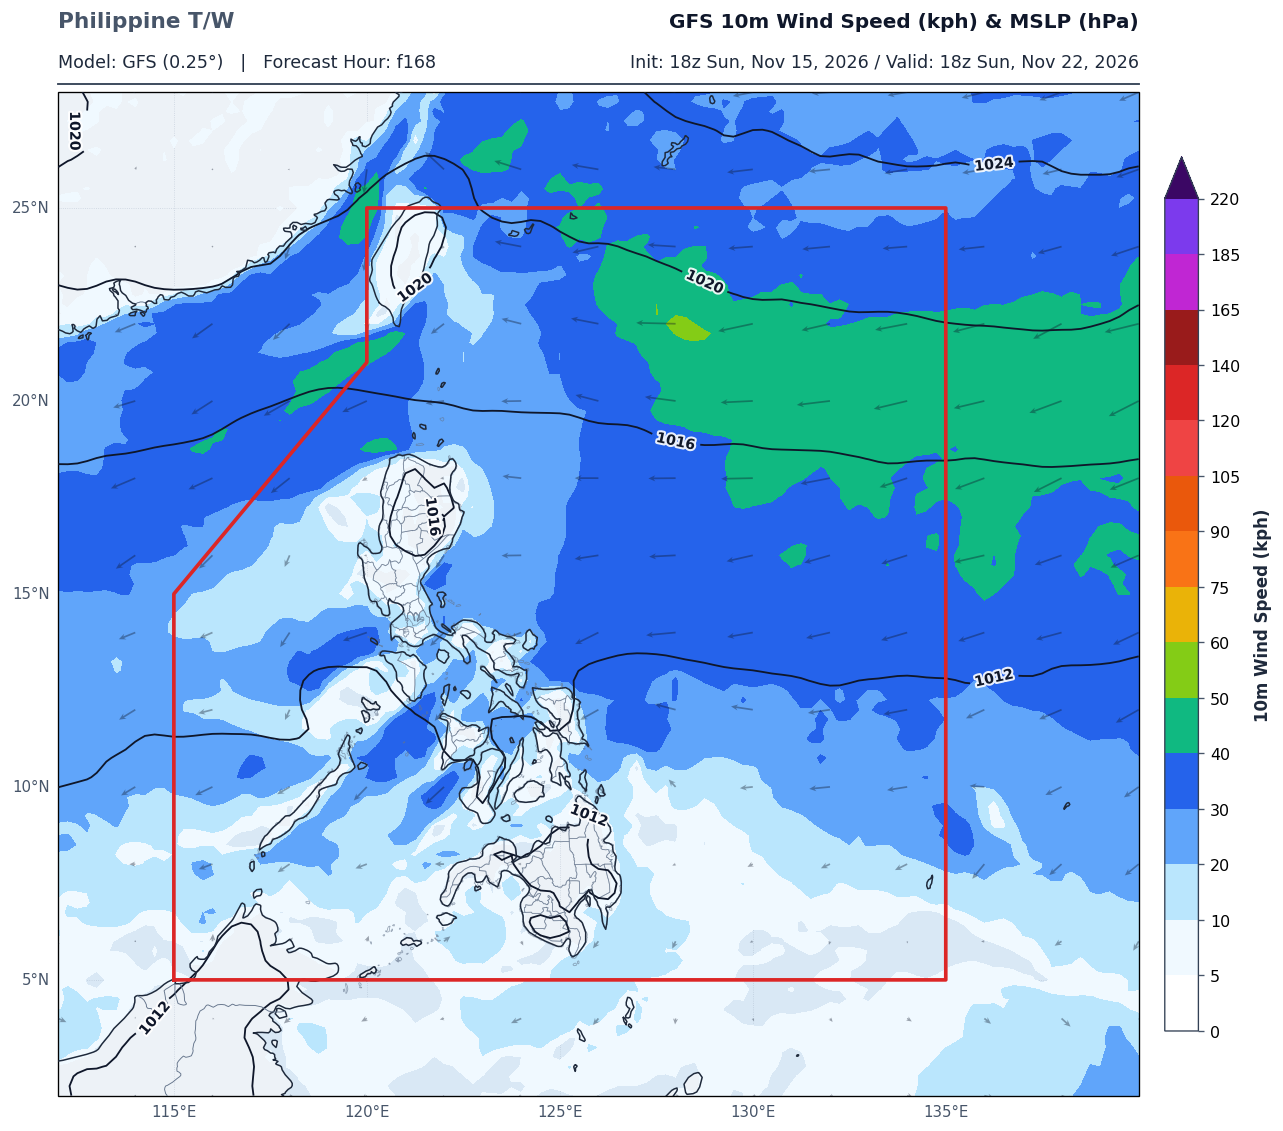 Philippine T/W
GFS 10m Wind Speed (kph) & MSLP (hPa)
Model: GFS (0.25°)   |   Forecast Hour: f168
Init: 18z Sun, Nov 15, 2026 / Valid: 18z Sun, Nov 22, 2026
1020
1024
1020
1020
1016
1016
1012
1012
1012
25°N
20°N
15°N
10°N
5°N
115°E
120°E
125°E
130°E
135°E
220
185
165
140
120
105
90
75
60
50
40
30
20
10
5
0
10m Wind Speed (kph)